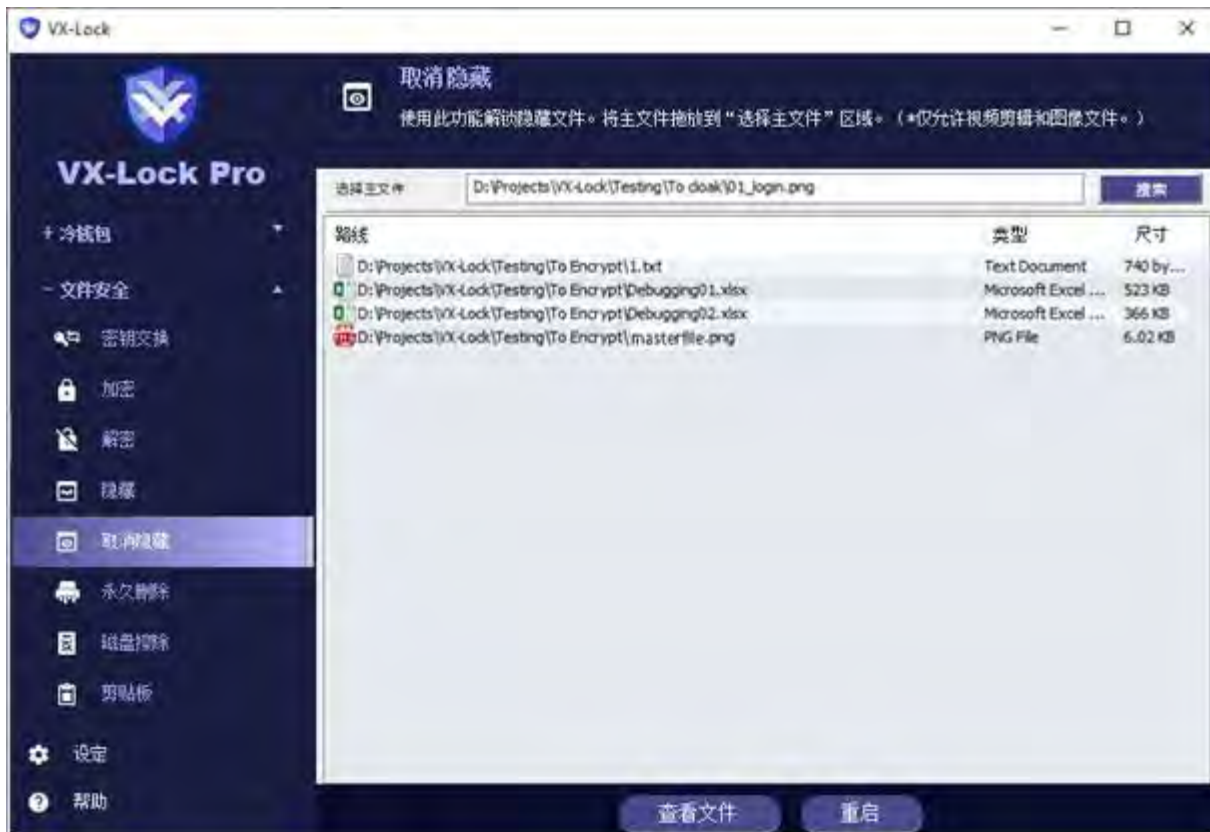 VX-Lock
VX-Lock Pro
+ 冷钱包
- 文件安全
密钥交换
加密
解密
隐藏
取消隐藏
永久删除
磁盘擦除
剪贴板
设定
帮助
取消隐藏
使用此功能解锁隐藏文件。将主文件拖放到“选择主文件”区域。(*仅允许视频剪辑和图像文件。)
选择主文件 D:\Projects\VX-Lock\Testing\To cloak\01_login.png 搜索
路线 类型 尺寸
D:\Projects\VX-Lock\Testing\To Encrypt\1.txt Text Document 740 by...
D:\Projects\VX-Lock\Testing\To Encrypt\Debugging01.xlsx Microsoft Excel ... 523 KB
D:\Projects\VX-Lock\Testing\To Encrypt\Debugging02.xlsx Microsoft Excel ... 366 KB
D:\Projects\VX-Lock\Testing\To Encrypt\masterfile.png PNG File 6.02 KB
查看文件 重启